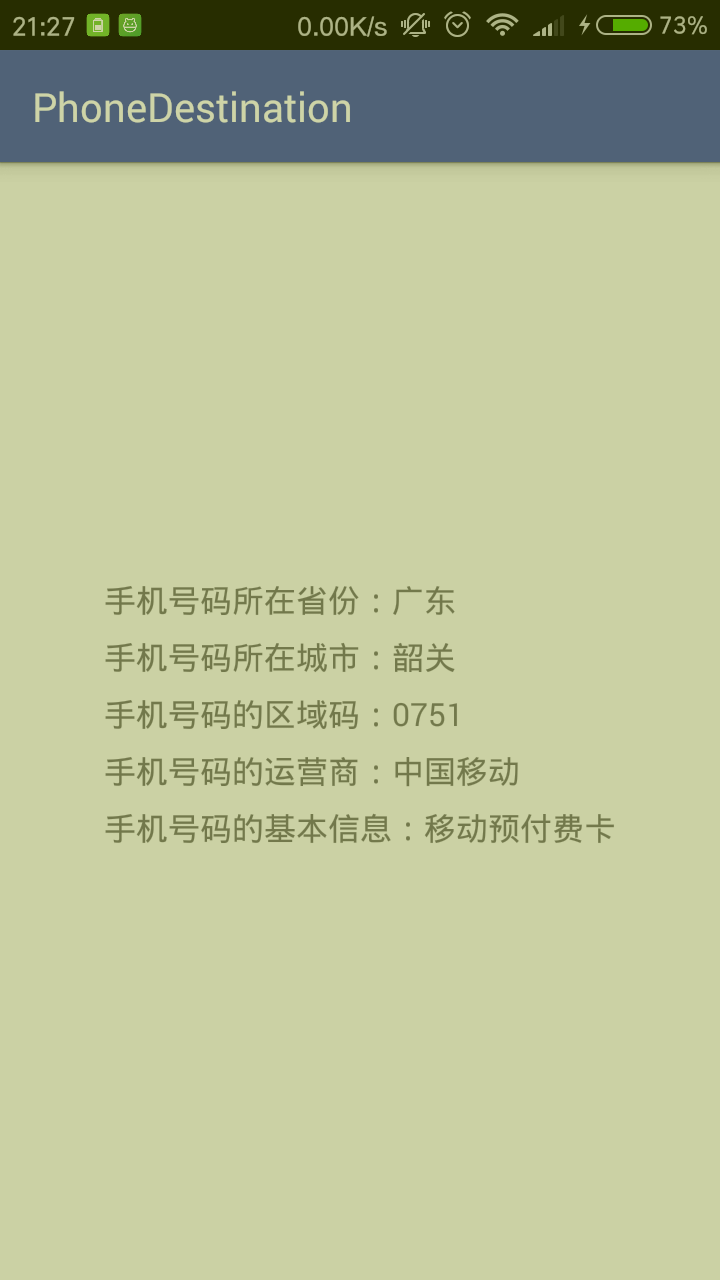 21:27 0.00K/s 73%
PhoneDestination
手机号码所在省份：广东
手机号码所在城市：韶关
手机号码的区域码：0751
手机号码的运营商：中国移动
手机号码的基本信息：移动预付费卡